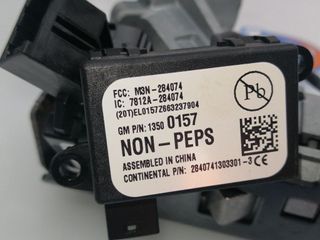 FCC: M3N-284074
IC: 7812A-284074
(20T)EL0157Z663237904
GM P/N: 1350 0157
NON-PEPS
ASSEMBLED IN CHINA
CONTINENTAL P/N: 2840741303301-3
Pb